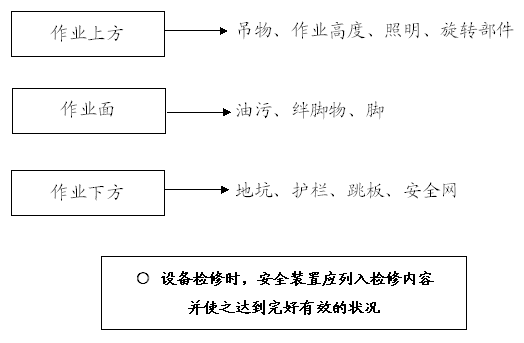 作业上方 吊物、作业高度、照明、旋转部件
作业面 油污、绊脚物、脚
作业下方 地坑、护栏、跳板、安全网
○ 设备检修时，安全装置应列入检修内容
并使之达到完好有效的状况